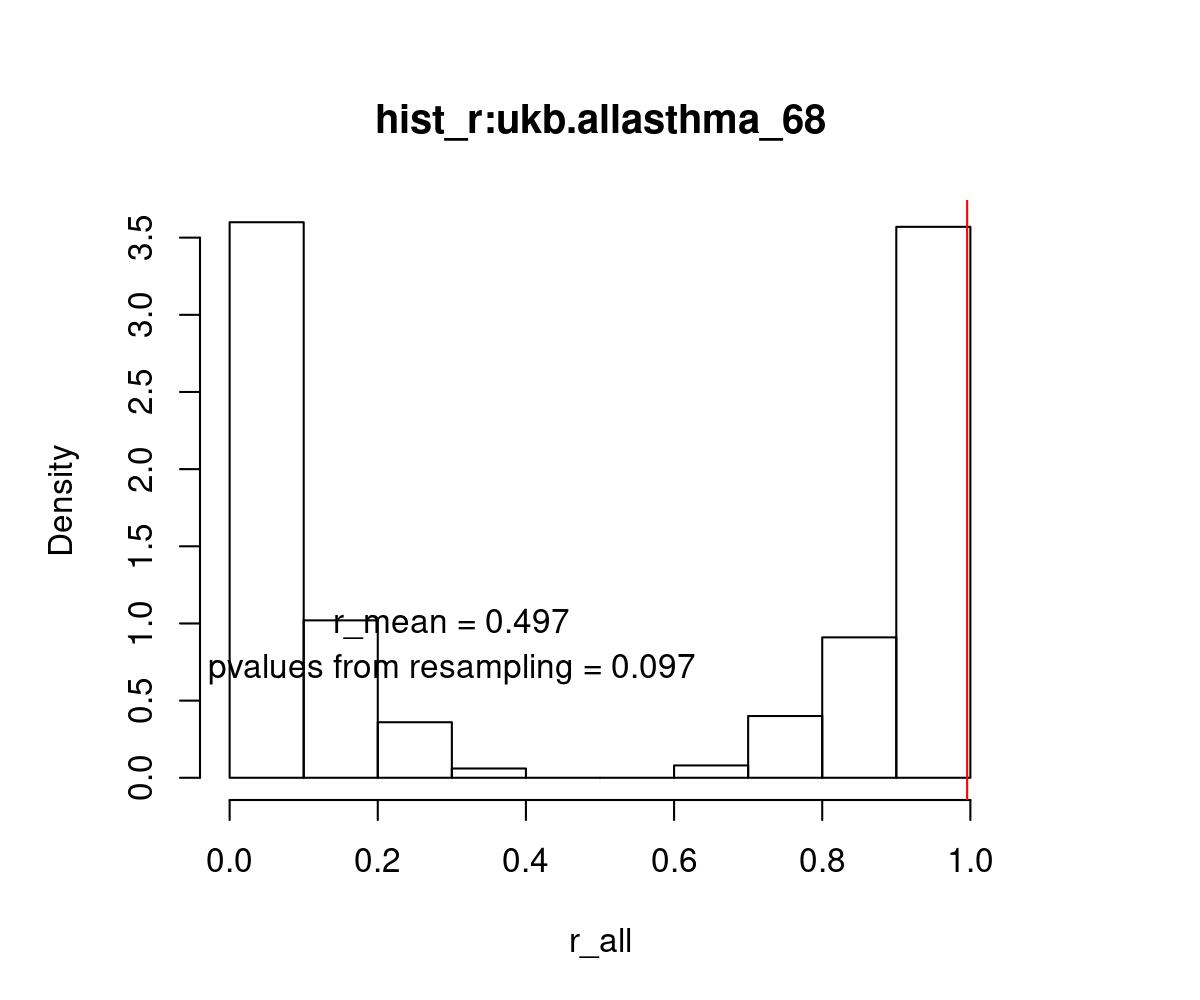 hist_r:ukb.allasthma_68
3.5
3.0
2.5
2.0
1.5
1.0
0.5
0.0
Density
r_mean = 0.497
pvalues from resampling = 0.097
0.0 0.2 0.4 0.6 0.8 1.0
r_all